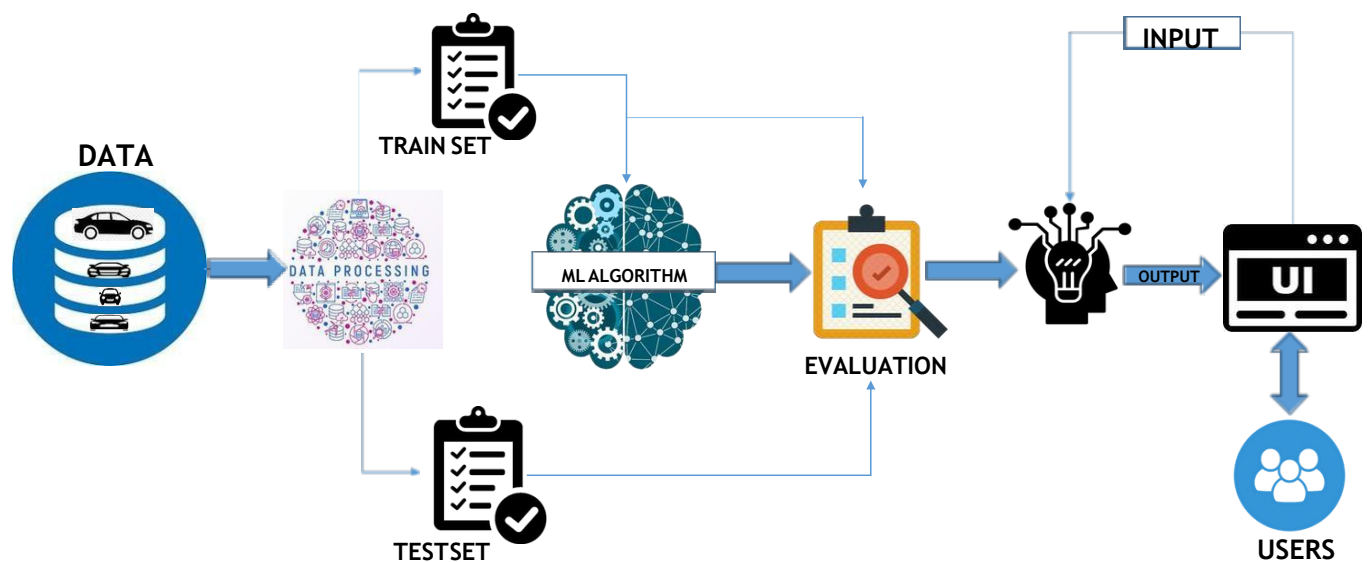 INPUT
TRAIN SET
DATA
DATA PROCESSING
ML ALGORITHM
OUTPUT
UI
EVALUATION
TESTSET
USERS